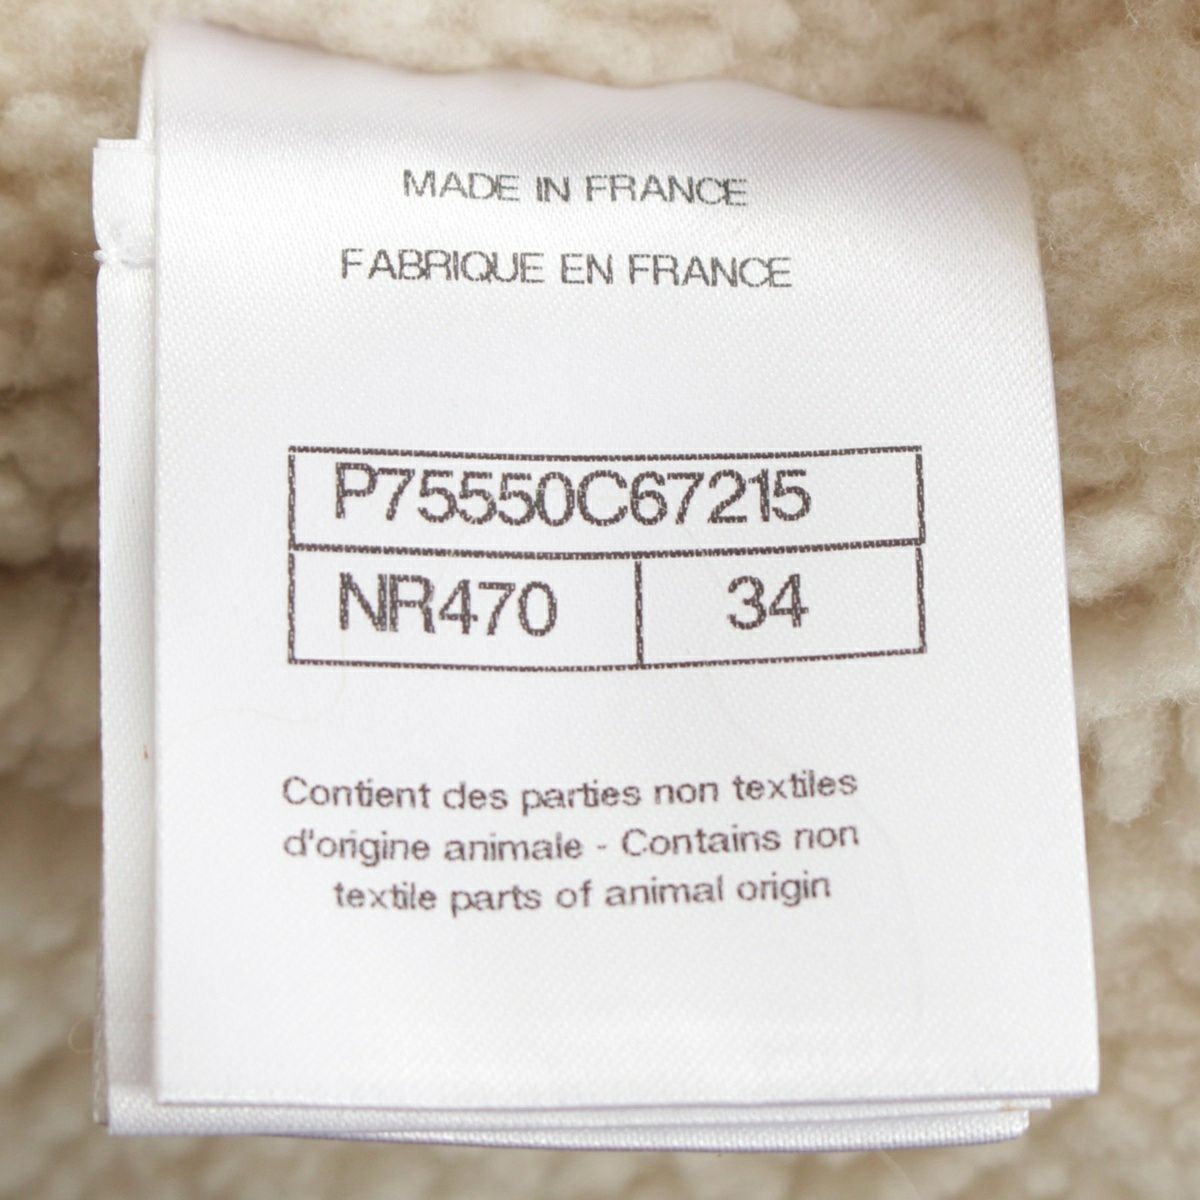 MADE IN FRANCE
FABRIQUE EN FRANCE
P75550C67215
NR470 34
Contient des parties non textiles
d'origine animale - Contains non
textile parts of animal origin